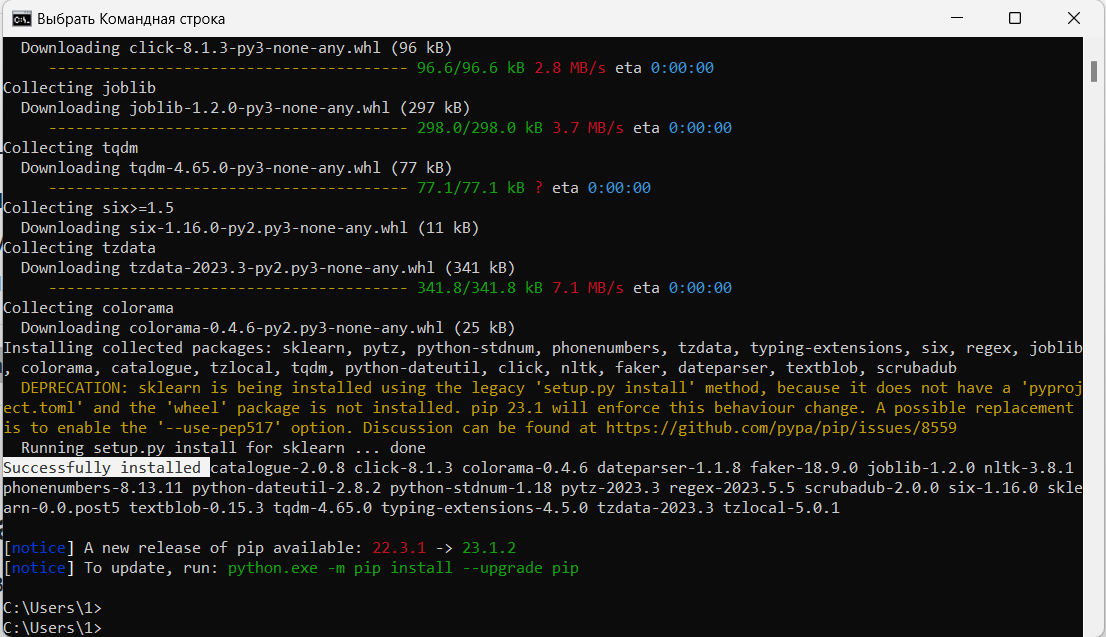 Выбрать Командная строка
Downloading click-8.1.3-py3-none-any.whl (96 kB)
---------------------------------------- 96.6/96.6 kB 2.8 MB/s eta 0:00:00
Collecting joblib
Downloading joblib-1.2.0-py3-none-any.whl (297 kB)
---------------------------------------- 298.0/298.0 kB 3.7 MB/s eta 0:00:00
Collecting tqdm
Downloading tqdm-4.65.0-py3-none-any.whl (77 kB)
---------------------------------------- 77.1/77.1 kB ? eta 0:00:00
Collecting six>=1.5
Downloading six-1.16.0-py2.py3-none-any.whl (11 kB)
Collecting tzdata
Downloading tzdata-2023.3-py2.py3-none-any.whl (341 kB)
---------------------------------------- 341.8/341.8 kB 7.1 MB/s eta 0:00:00
Collecting colorama
Downloading colorama-0.4.6-py2.py3-none-any.whl (25 kB)
Installing collected packages: sklearn, pytz, python-stdnum, phonenumbers, tzdata, typing-extensions, six, regex, joblib
, colorama, catalogue, tzlocal, tqdm, python-dateutil, click, nltk, faker, dateparser, textblob, scrubadub
DEPRECATION: sklearn is being installed using the legacy 'setup.py install' method, because it does not have a 'pyproj
ect.toml' and the 'wheel' package is not installed. pip 23.1 will enforce this behaviour change. A possible replacement
is to enable the '--use-pep517' option. Discussion can be found at https://github.com/pypa/pip/issues/8559
Running setup.py install for sklearn ... done
Successfully installed catalogue-2.0.8 click-8.1.3 colorama-0.4.6 dateparser-1.1.8 faker-18.9.0 joblib-1.2.0 nltk-3.8.1
phonenumbers-8.13.11 python-dateutil-2.8.2 python-stdnum-1.18 pytz-2023.3 regex-2023.5.5 scrubadub-2.0.0 six-1.16.0 skle
arn-0.0.post5 textblob-0.15.3 tqdm-4.65.0 typing-extensions-4.5.0 tzdata-2023.3 tzlocal-5.0.1
[notice] A new release of pip available: 22.3.1 -> 23.1.2
[notice] To update, run: python.exe -m pip install --upgrade pip
C:\Users\1>
C:\Users\1>